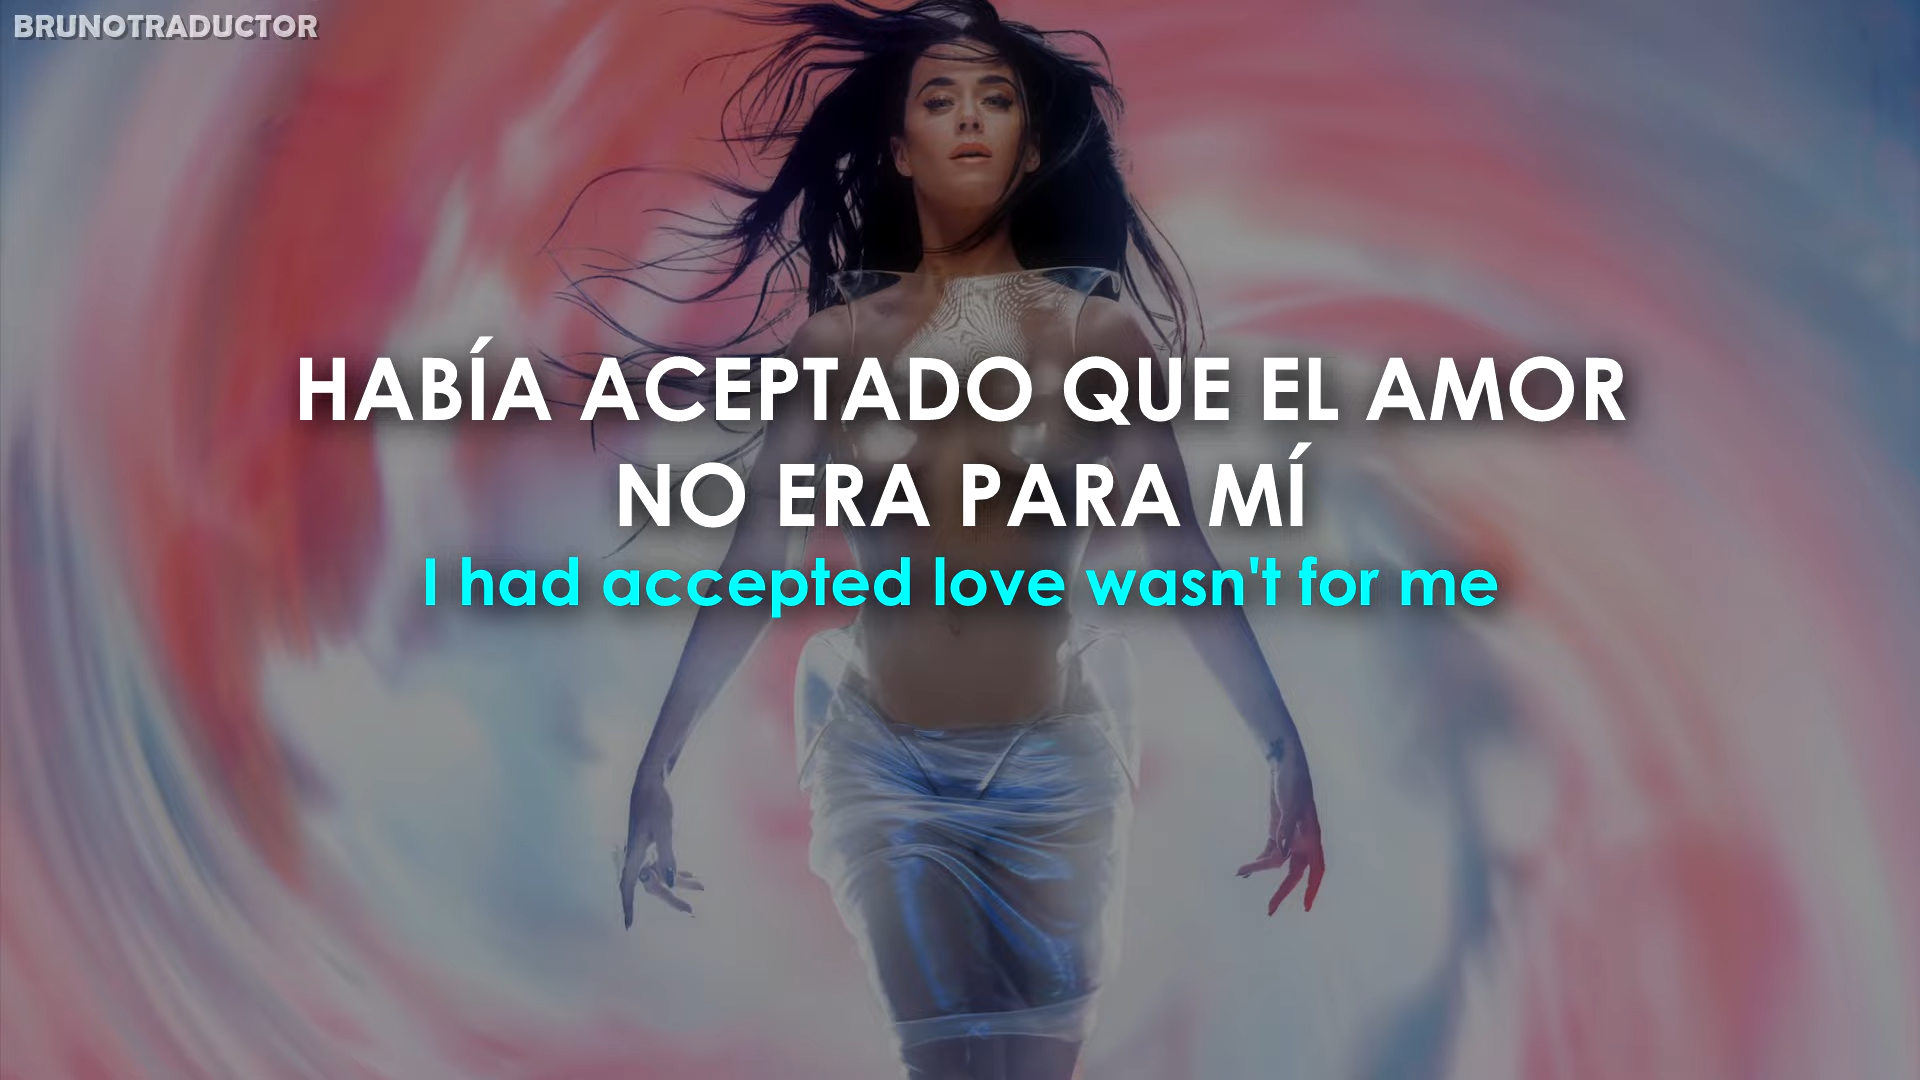 BRUNOTRADUCTOR
HABÍA ACEPTADO QUE EL AMOR
NO ERA PARA MÍ
I had accepted love wasn't for me